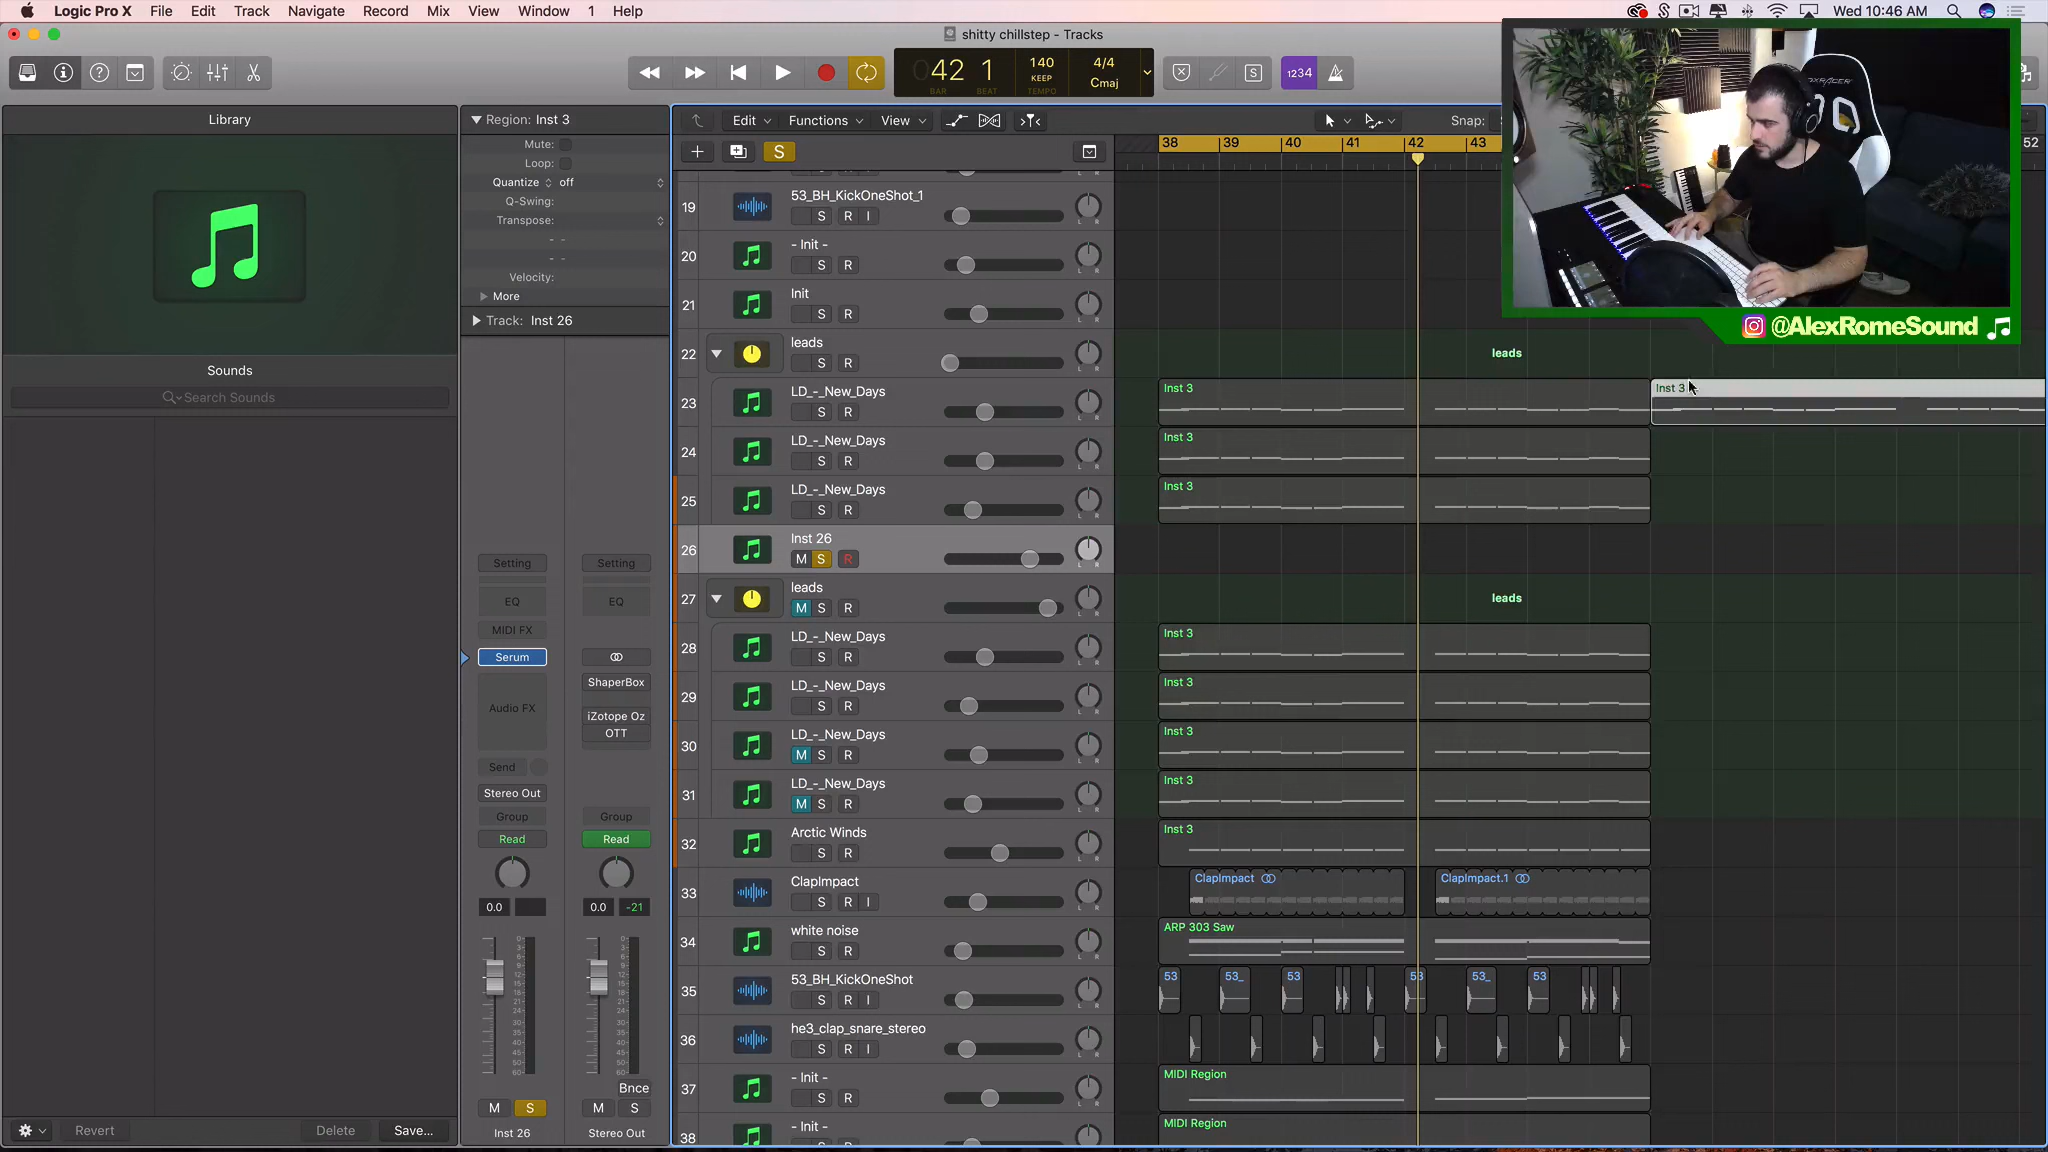 Logic Pro X File Edit Track Navigate Record Mix View Window 1 Help
Wed 10:46 AM
shitty chillstep - Tracks
042 1
BAR BEAT
140
KEEP
TEMPO
4/4
Cmaj
S
1234
Library
Sounds
Search Sounds
Revert Delete Save...
Region: Inst 3
Mute:
Loop:
Quantize off
Q-Swing:
Transpose:
Velocity:
More
Track: Inst 26
Setting Setting
EQ EQ
MIDI FX
Serum
ShaperBox
Audio FX
iZotope Oz
OTT
Send
Stereo Out
Group Group
Read Read
0.0 0.0 -21
Bnce
M S M S
Inst 26 Stereo Out
Edit Functions View Snap:
S
38 39 40 41 42 43 52
19 53_BH_KickOneShot_1
S R I
20 - Init -
S R
21 Init
S R
22 leads
S R
leads
23 LD_-_New_Days
S R
Inst 3 Inst 3
24 LD_-_New_Days
S R
Inst 3
25 LD_-_New_Days
S R
Inst 3
26 Inst 26
M S R
27 leads
M S R
leads
28 LD_-_New_Days
S R
Inst 3
29 LD_-_New_Days
S R
Inst 3
30 LD_-_New_Days
M S R
Inst 3
31 LD_-_New_Days
M S R
Inst 3
32 Arctic Winds
S R
Inst 3
33 ClapImpact
S R I
ClapImpact ClapImpact.1
34 white noise
S R
ARP 303 Saw
35 53_BH_KickOneShot
S R I
53 53_ 53 53 53_ 53
36 he3_clap_snare_stereo
S R I
37 - Init -
S R
MIDI Region
38 - Init -
MIDI Region
@AlexRomeSound